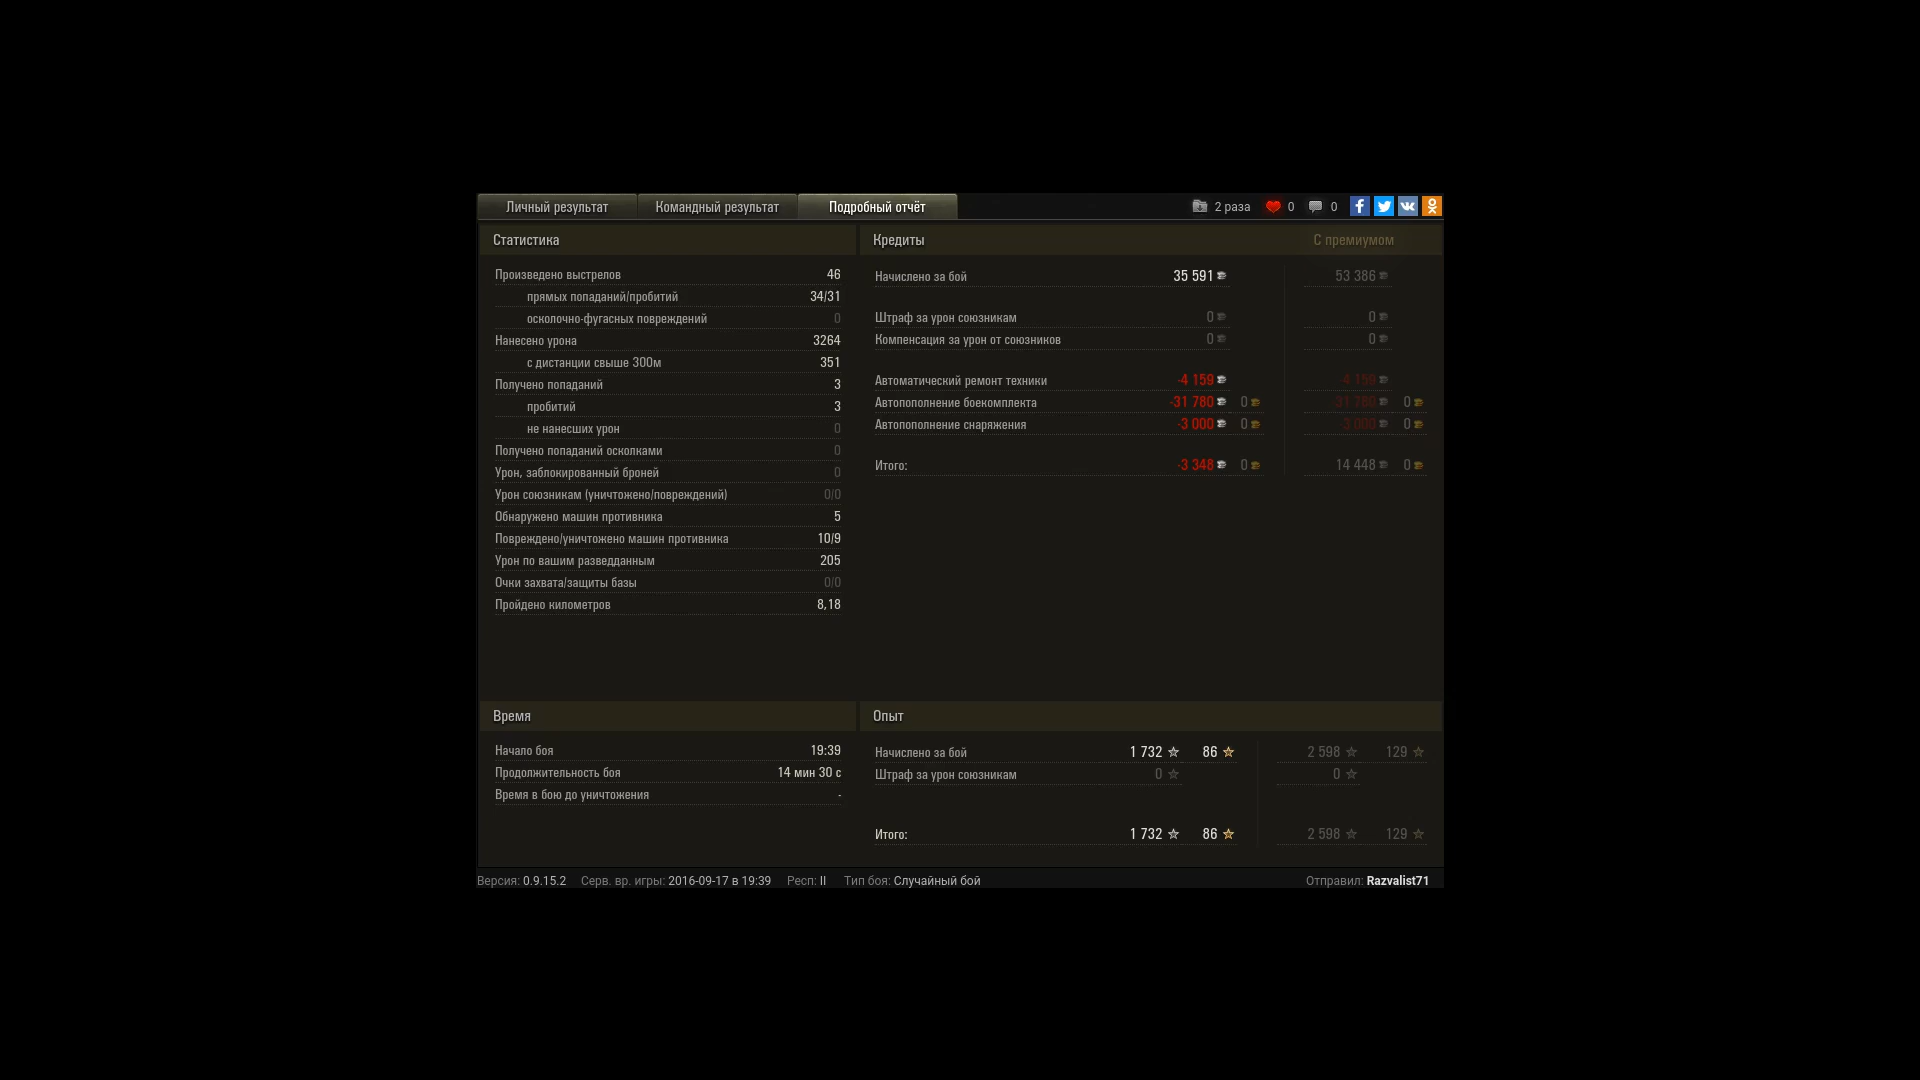 Личный результат Командный результат Подробный отчёт 2 раза 0 0
Статистика
Произведено выстрелов 46
прямых попаданий/пробитий 34/31
осколочно-фугасных повреждений 0
Нанесено урона 3264
с дистанции свыше 300м 351
Получено попаданий 3
пробитий 3
не нанесших урон 0
Получено попаданий осколками 0
Урон, заблокированный броней 0
Урон союзникам (уничтожено/повреждений) 0/0
Обнаружено машин противника 5
Повреждено/уничтожено машин противника 10/9
Урон по вашим разведданным 205
Очки захвата/защиты базы 0/0
Пройдено километров 8,18
Кредиты С премиумом
Начислено за бой 35 591 53 386
Штраф за урон союзникам 0 0
Компенсация за урон от союзников 0 0
Автоматический ремонт техники -4 159 -4 159
Автопополнение боекомплекта -31 780 0 -31 780 0
Автопополнение снаряжения -3 000 0 -3 000 0
Итого: -3 348 0 14 448 0
Время
Начало боя 19:39
Продолжительность боя 14 мин 30 с
Время в бою до уничтожения -
Опыт
Начислено за бой 1 732 86 2 598 129
Штраф за урон союзникам 0 0
Итого: 1 732 86 2 598 129
Версия: 0.9.15.2 Серв. вр. игры: 2016-09-17 в 19:39 Респ: II Тип боя: Случайный бой Отправил: Razvalist71